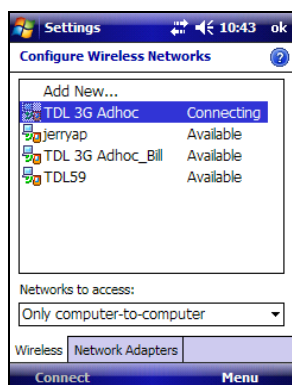 Settings 10:43 ok
Configure Wireless Networks
Add New...
TDL 3G Adhoc Connecting
jerryap Available
TDL 3G Adhoc_Bill Available
TDL59 Available
Networks to access:
Only computer-to-computer
Wireless Network Adapters
Connect Menu